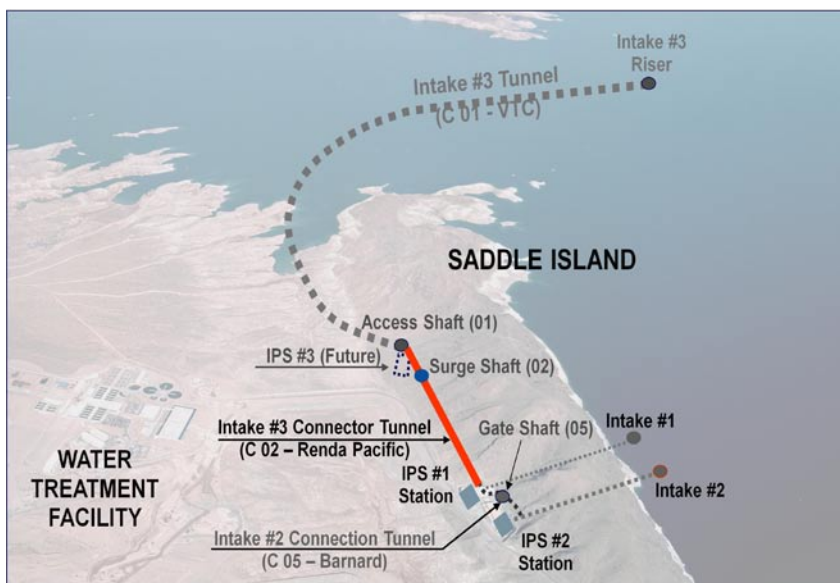 Intake #3
Riser
Intake #3 Tunnel
(C 01 - VTC)
SADDLE ISLAND
Access Shaft (01)
IPS #3 (Future)
Surge Shaft (02)
Intake #3 Connector Tunnel
(C 02 – Renda Pacific)
Gate Shaft (05)
Intake #1
WATER
TREATMENT
FACILITY
IPS #1
Station
Intake #2
Intake #2 Connection Tunnel
(C 05 – Barnard)
IPS #2
Station